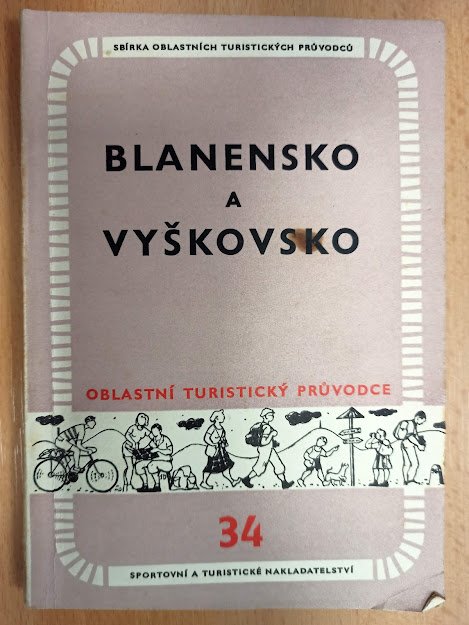 SBÍRKA OBLASTNÍCH TURISTICKÝCH PRŮVODCŮ
BLANENSKO
A
VYŠKOVSKO
OBLASTNÍ TURISTICKÝ PRŮVODCE
34
SPORTOVNÍ A TURISTICKÉ NAKLADATELSTVÍ